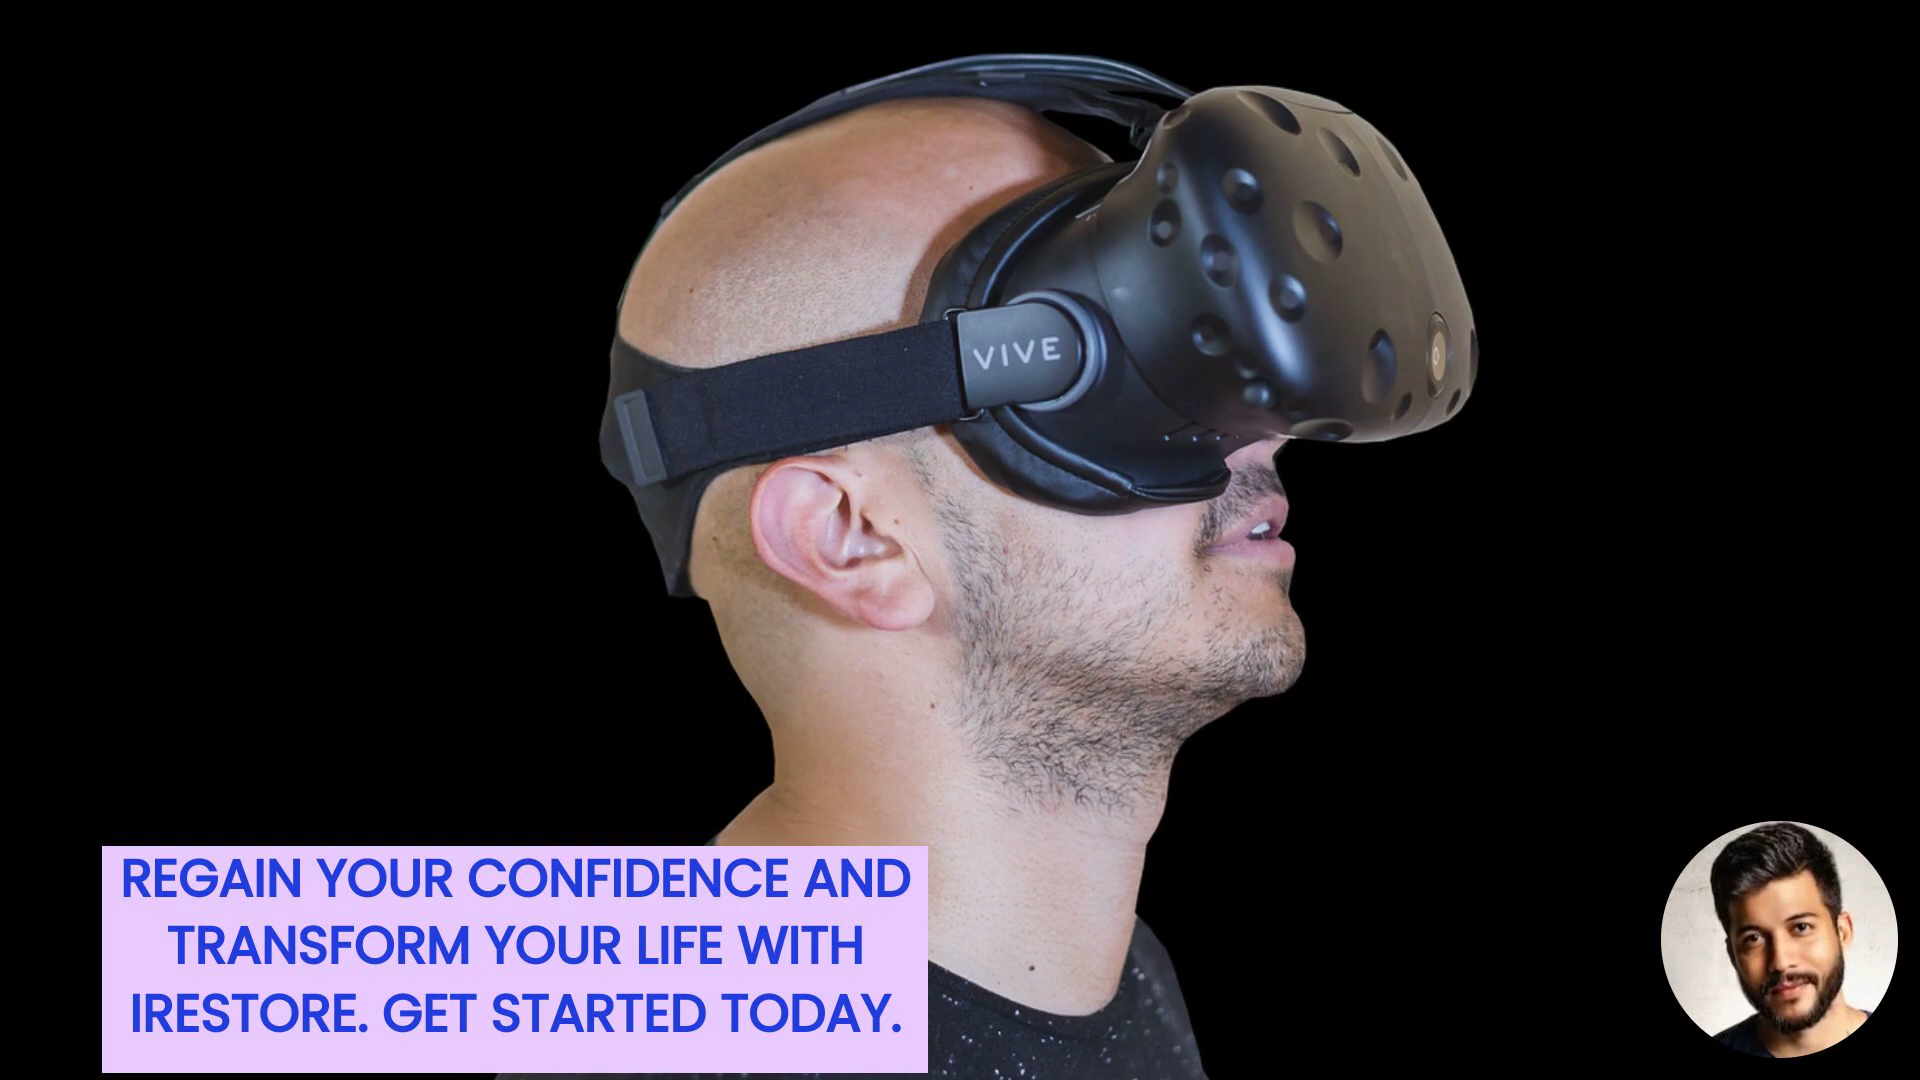 VIVE
REGAIN YOUR CONFIDENCE AND
TRANSFORM YOUR LIFE WITH
IRESTORE. GET STARTED TODAY.